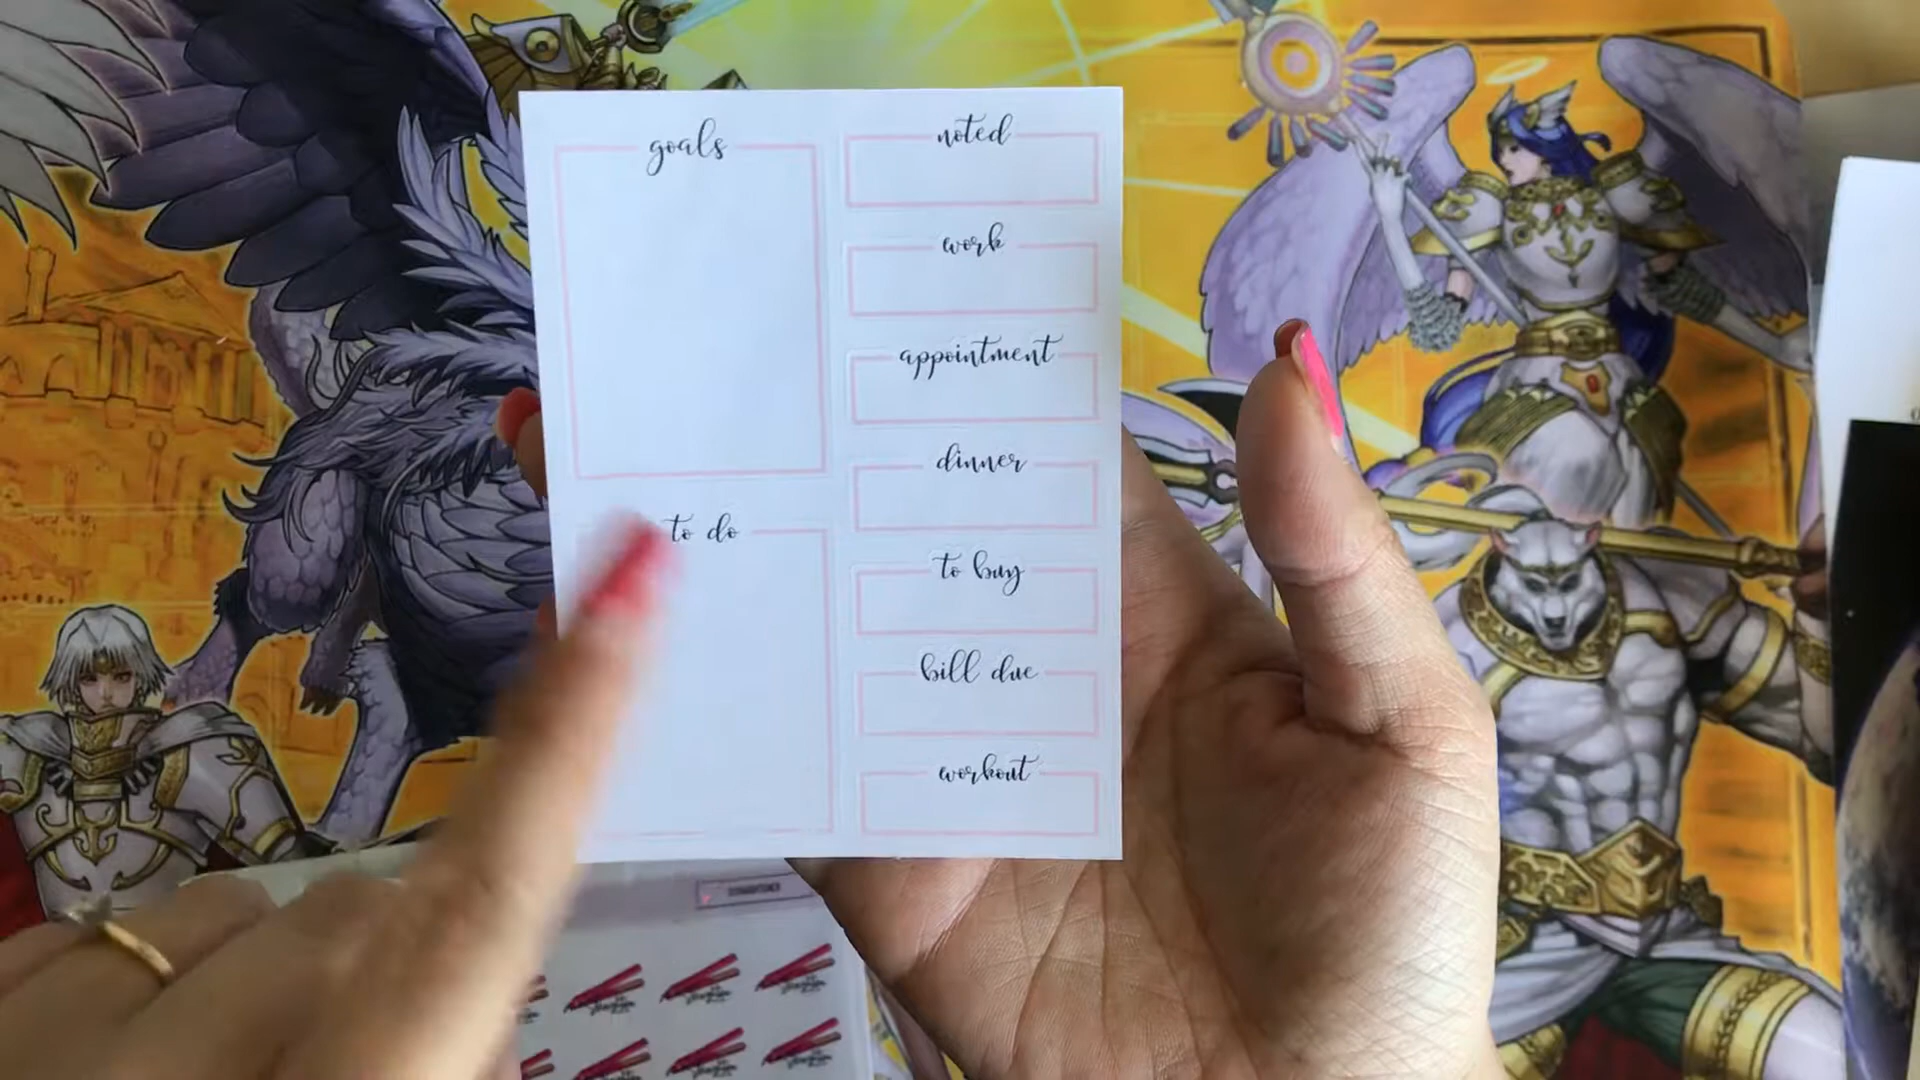 goals
to do
noted
work
appointment
dinner
to buy
bill due
workout